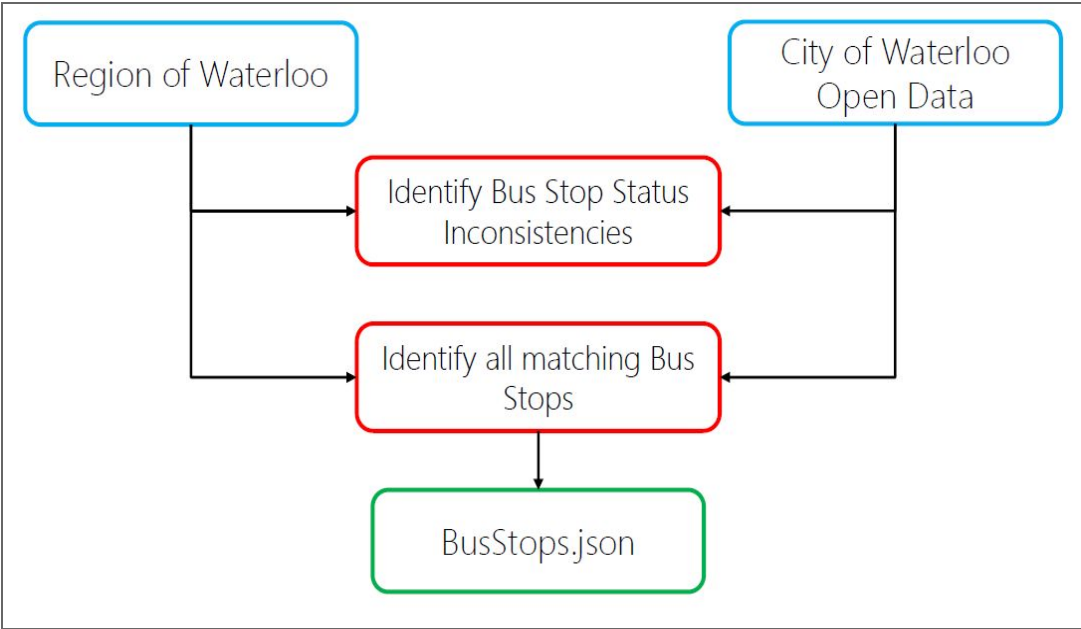 Region of Waterloo
City of Waterloo
Open Data
Identify Bus Stop Status
Inconsistencies
Identify all matching Bus
Stops
BusStops.json